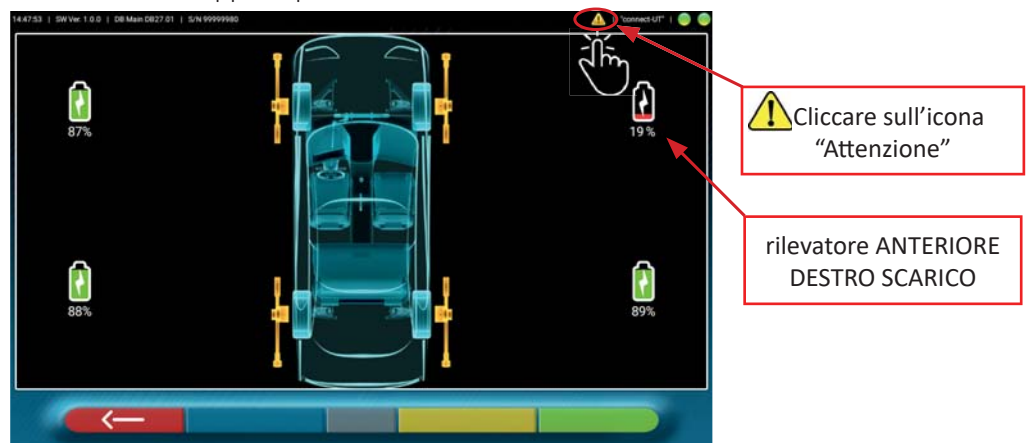 14:47:53 | SW Ver. 1.0.0 | DB Main DB27.01 | S/N 99999980
| "connect-UT" |
87%
19%
Cliccare sull'icona
"Attenzione"
rilevatore ANTERIORE
DESTRO SCARICO
88%
89%